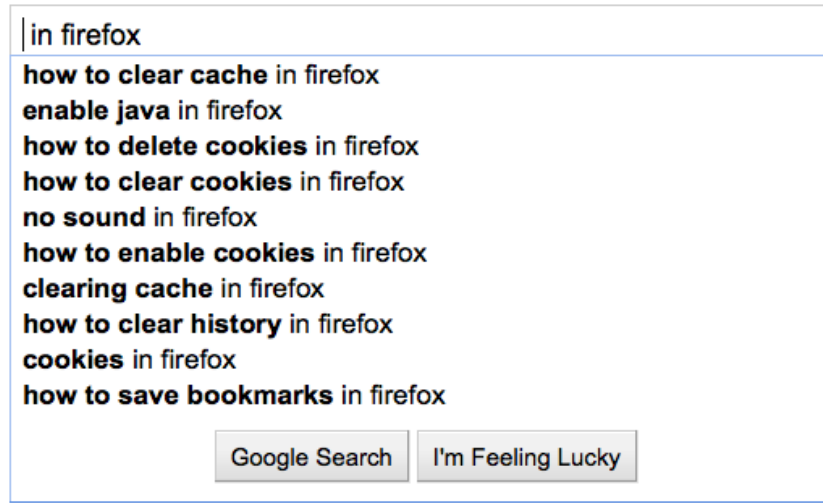 in firefox
how to clear cache in firefox
enable java in firefox
how to delete cookies in firefox
how to clear cookies in firefox
no sound in firefox
how to enable cookies in firefox
clearing cache in firefox
how to clear history in firefox
cookies in firefox
how to save bookmarks in firefox
Google Search I'm Feeling Lucky